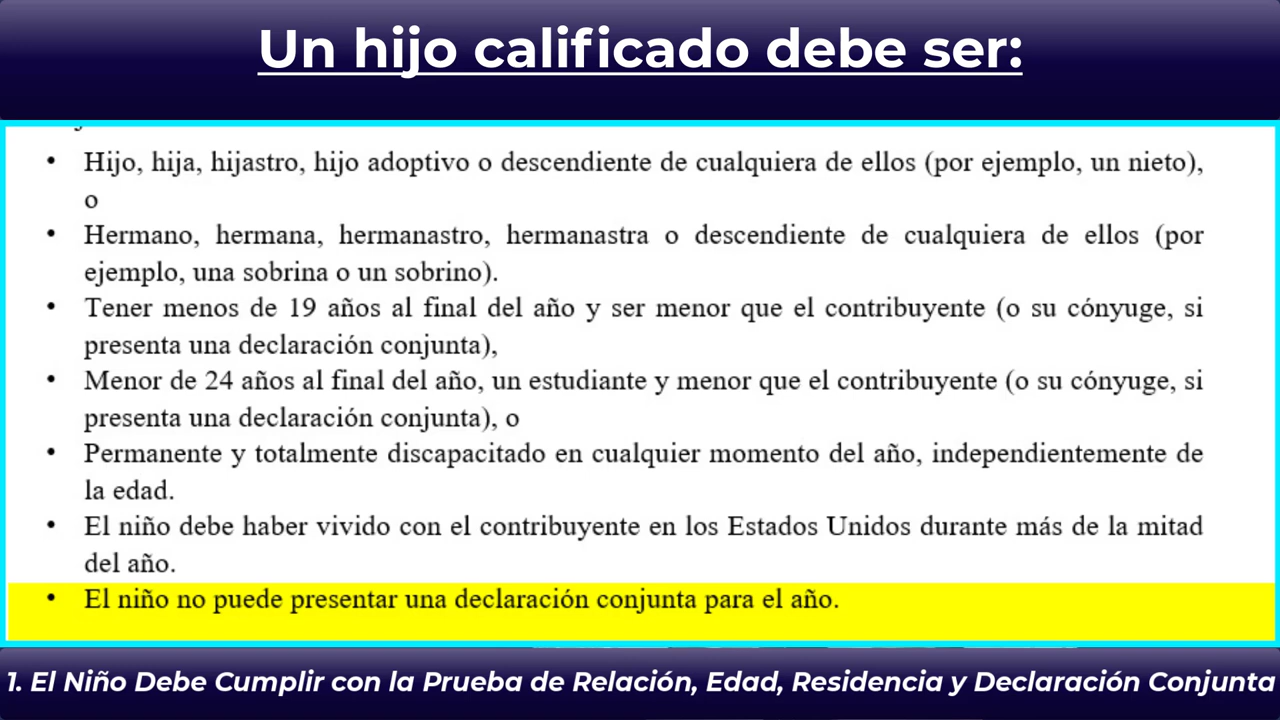 Un hijo calificado debe ser:
• Hijo, hija, hijastro, hijo adoptivo o descendiente de cualquiera de ellos (por ejemplo, un nieto),
o
• Hermano, hermana, hermanastro, hermanastra o descendiente de cualquiera de ellos (por
ejemplo, una sobrina o un sobrino).
• Tener menos de 19 años al final del año y ser menor que el contribuyente (o su cónyuge, si
presenta una declaración conjunta),
• Menor de 24 años al final del año, un estudiante y menor que el contribuyente (o su cónyuge, si
presenta una declaración conjunta), o
• Permanente y totalmente discapacitado en cualquier momento del año, independientemente de
la edad.
• El niño debe haber vivido con el contribuyente en los Estados Unidos durante más de la mitad
del año.
• El niño no puede presentar una declaración conjunta para el año.
1. El Niño Debe Cumplir con la Prueba de Relación, Edad, Residencia y Declaración Conjunta